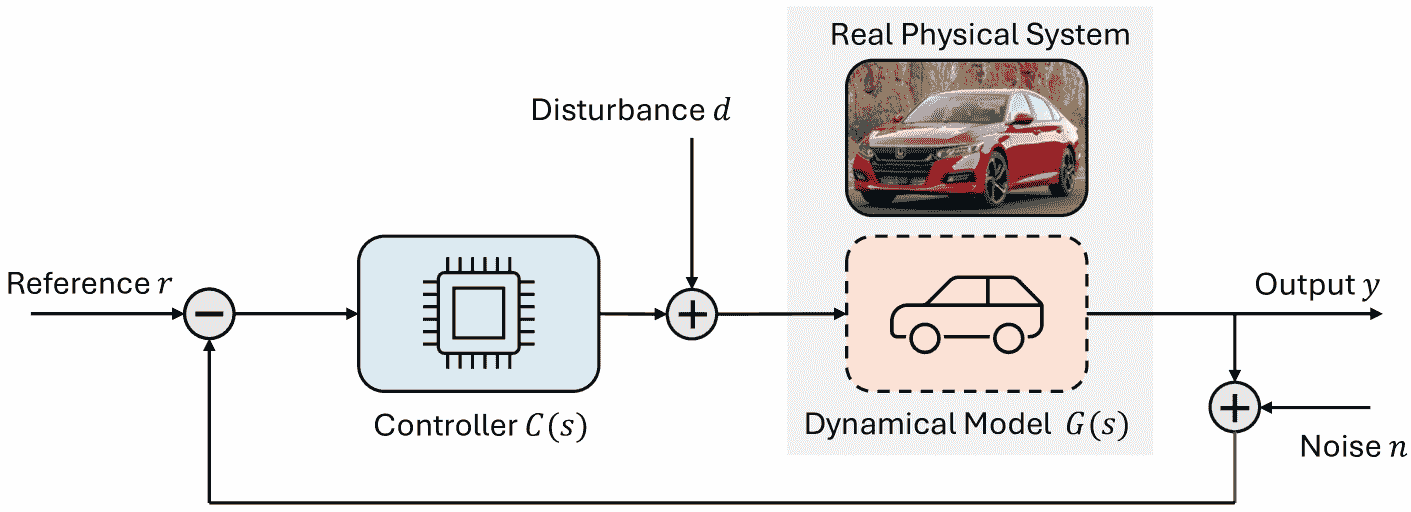 Real Physical System
Disturbance d
Reference r
Output y
Controller C(s)
Dynamical Model G(s)
Noise n